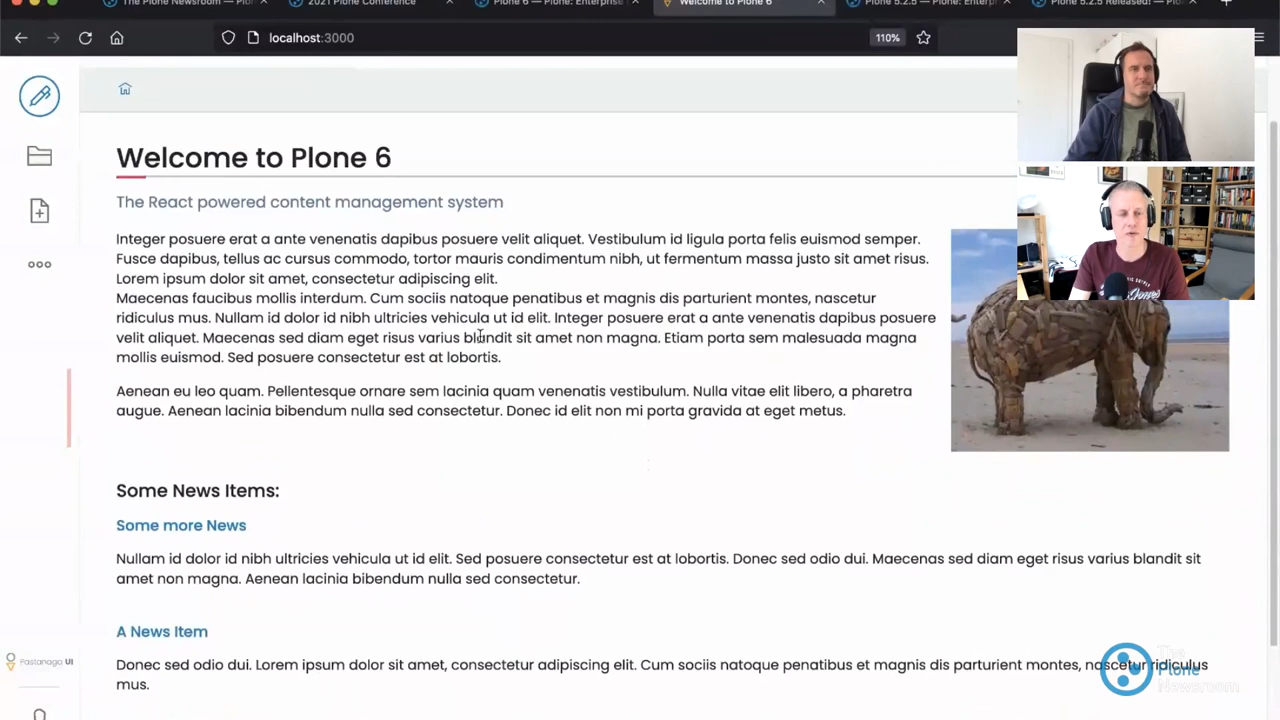 The Plone Newsroom — Plon
2021 Plone Conference
Plone 6 — Plone: Enterprise
Welcome to Plone 6
Plone 5.2.5 — Plone: Enterpr
Plone 5.2.5 Released! — Plon
localhost:3000
110%
Welcome to Plone 6
The React powered content management system
Integer posuere erat a ante venenatis dapibus posuere velit aliquet. Vestibulum id ligula porta felis euismod semper.
Fusce dapibus, tellus ac cursus commodo, tortor mauris condimentum nibh, ut fermentum massa justo sit amet risus.
Lorem ipsum dolor sit amet, consectetur adipiscing elit.
Maecenas faucibus mollis interdum. Cum sociis natoque penatibus et magnis dis parturient montes, nascetur
ridiculus mus. Nullam id dolor id nibh ultricies vehicula ut id elit. Integer posuere erat a ante venenatis dapibus posuere
velit aliquet. Maecenas sed diam eget risus varius blandit sit amet non magna. Etiam porta sem malesuada magna
mollis euismod. Sed posuere consectetur est at lobortis.
Aenean eu leo quam. Pellentesque ornare sem lacinia quam venenatis vestibulum. Nulla vitae elit libero, a pharetra
augue. Aenean lacinia bibendum nulla sed consectetur. Donec id elit non mi porta gravida at eget metus.
Some News Items:
Some more News
Nullam id dolor id nibh ultricies vehicula ut id elit. Sed posuere consectetur est at lobortis. Donec sed odio dui. Maecenas sed diam eget risus varius blandit sit
amet non magna. Aenean lacinia bibendum nulla sed consectetur.
A News Item
Donec sed odio dui. Lorem ipsum dolor sit amet, consectetur adipiscing elit. Cum sociis natoque penatibus et magnis dis parturient montes, nascetur ridiculus
mus.
Pastanaga UI
The
Plone
Newsroom